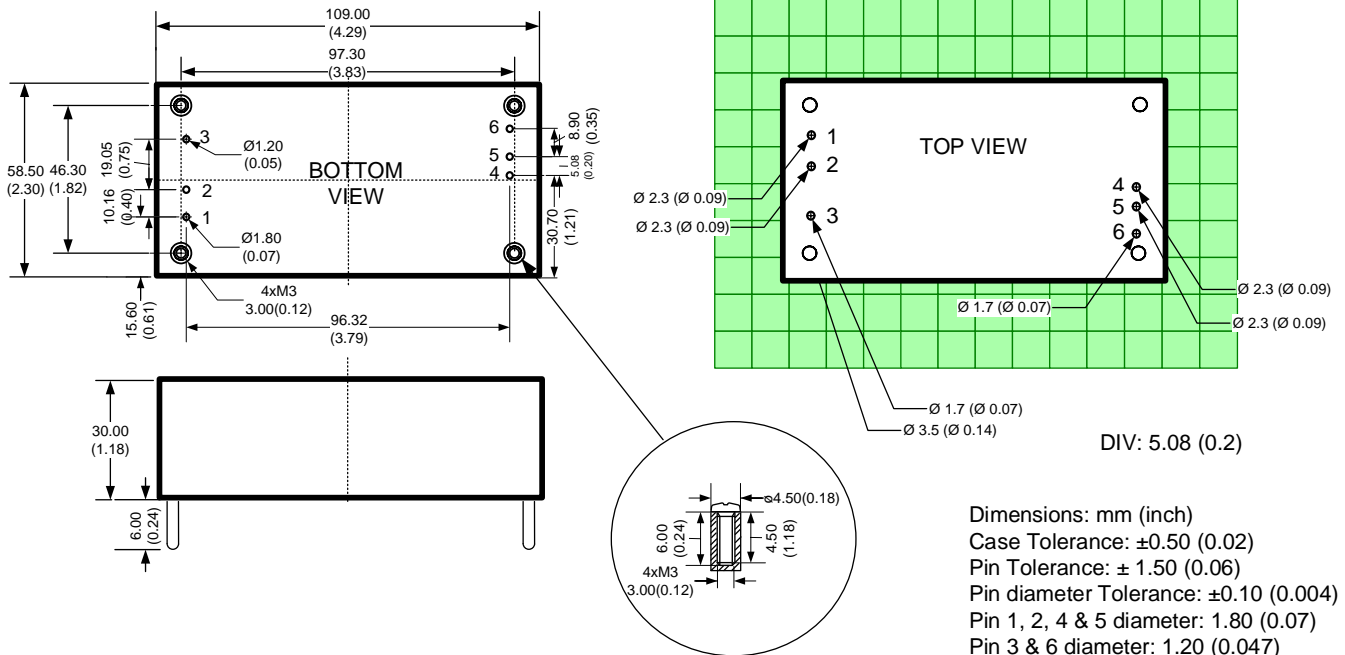 109.00
(4.29)
97.30
(3.83)
58.50
(2.30)
46.30
(1.82)
19.05
(0.75)
10.16
(0.40)
15.60
(0.61)
3
2
1
Ø1.20
(0.05)
Ø1.80
(0.07)
4xM3
3.00(0.12)
BOTTOM
VIEW
6
5
4
8.90
(0.35)
5.08
(0.20)
30.70
(1.21)
96.32
(3.79)
TOP VIEW
1
2
3
4
5
6
Ø 2.3 (Ø 0.09)
Ø 2.3 (Ø 0.09)
Ø 1.7 (Ø 0.07)
Ø 2.3 (Ø 0.09)
Ø 2.3 (Ø 0.09)
Ø 1.7 (Ø 0.07)
Ø 3.5 (Ø 0.14)
DIV: 5.08 (0.2)
30.00
(1.18)
6.00
(0.24)
ø4.50(0.18)
6.00
(0.24)
4.50
(1.18)
4xM3
3.00(0.12)
Dimensions: mm (inch)
Case Tolerance: ±0.50 (0.02)
Pin Tolerance: ± 1.50 (0.06)
Pin diameter Tolerance: ±0.10 (0.004)
Pin 1, 2, 4 & 5 diameter: 1.80 (0.07)
Pin 3 & 6 diameter: 1.20 (0.047)